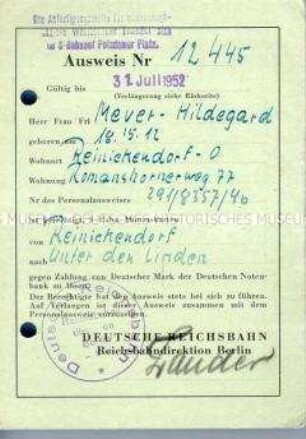 Die Anfertigungsstelle für
im S-Bahnhof Potsdamer Platz.
Ausweis Nr 12 445
Gültig bis 31. Juli 1952
(Verlängerung siehe Rückseite)
Herr Frau Frl Meyer-Hildegard
geboren am 18.
Wohnort Reinickendorf-O
Wohnung Romanshornerweg 77
Nr des Personalausweises 291/8357/46
ist berechtigt,
von Reinickendorf
nach Unter den Linden
gegen Zahlung von Deutscher Mark der Deutschen Noten-
bank zu lösen.
Der Berechtigte hat den Ausweis stets bei sich zu führen.
Auf Verlangen ist dieser Ausweis zusammen mit dem
Personalausweis vorzuzeigen.
DEUTSCHE REICHSBAHN
Reichsbahndirektion Berlin